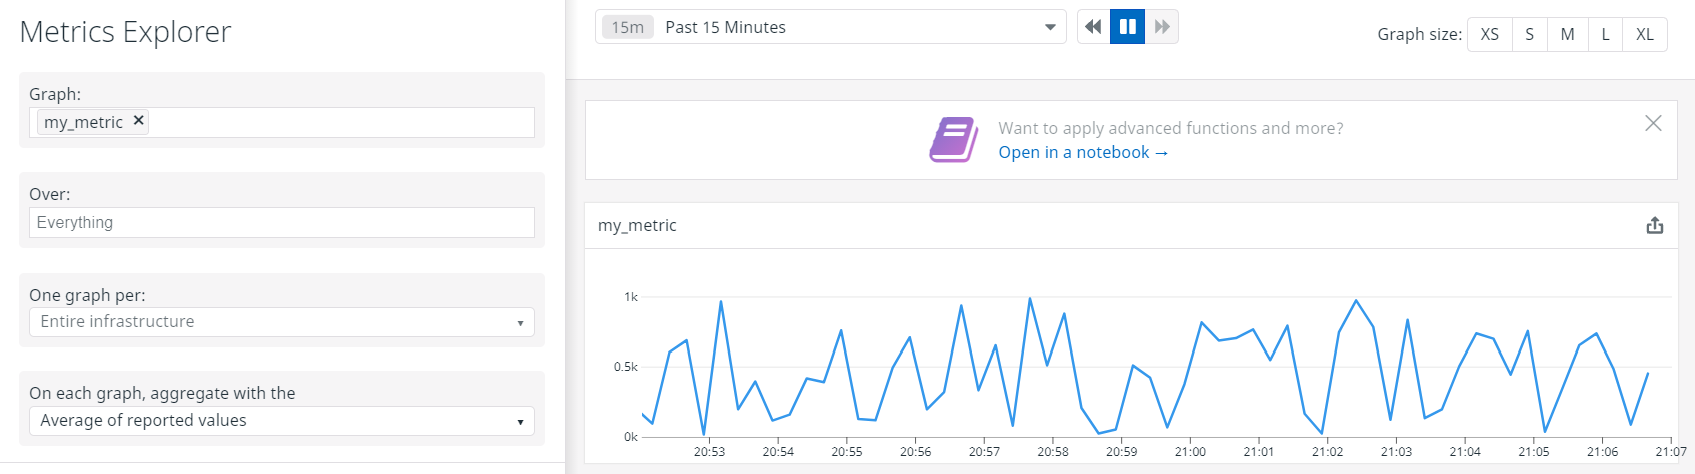 Metrics Explorer
Graph:
my_metric ✕
Over:
Everything
One graph per:
Entire infrastructure
On each graph, aggregate with the
Average of reported values
15m Past 15 Minutes
Graph size: XS S M L XL
Want to apply advanced functions and more?
Open in a notebook →
my_metric
1k
0.5k
0k
20:53 20:54 20:55 20:56 20:57 20:58 20:59 21:00 21:01 21:02 21:03 21:04 21:05 21:06 21:07